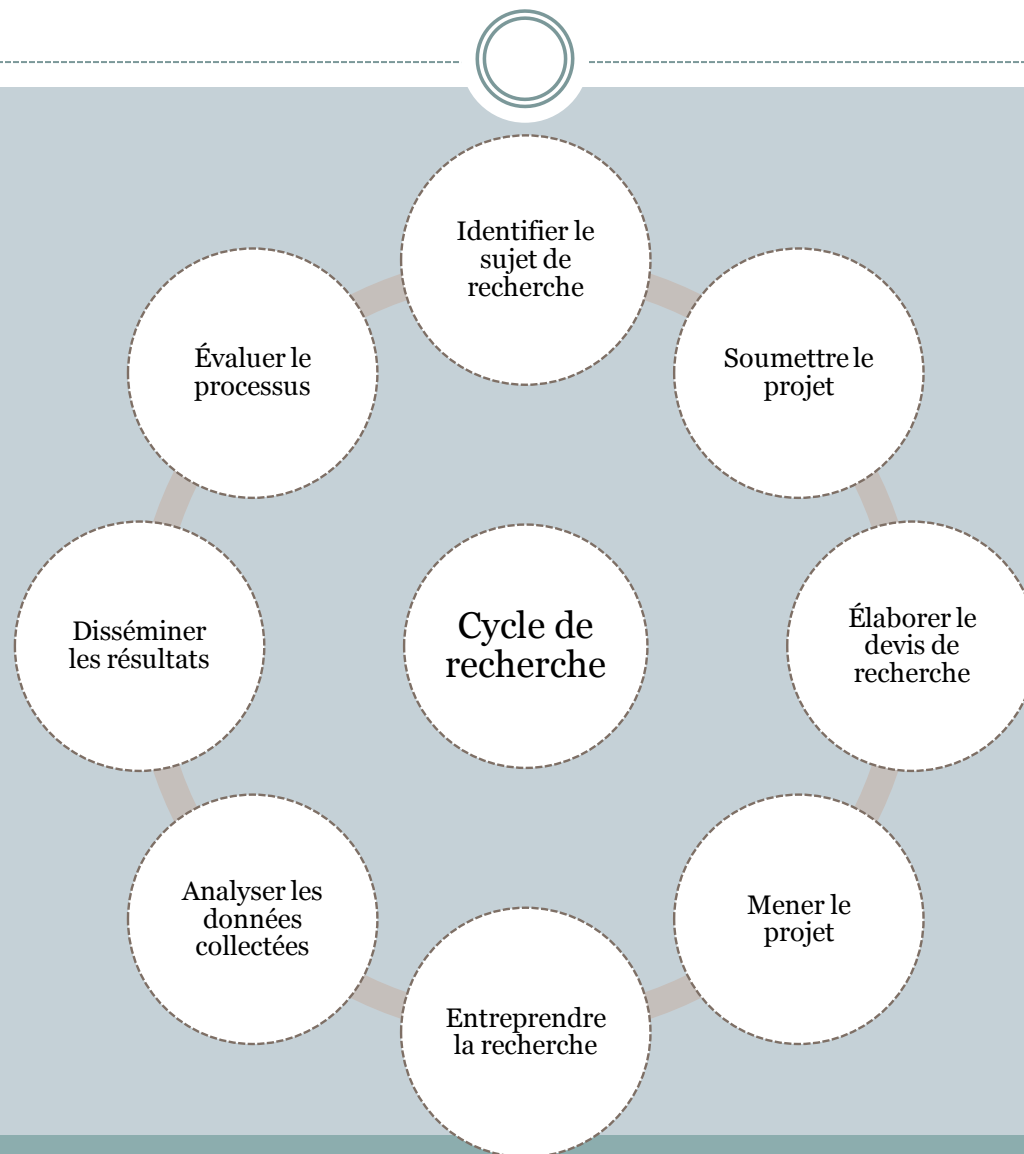 Identifier le
sujet de
recherche
Soumettre le
projet
Élaborer le
devis de
recherche
Mener le
projet
Entreprendre
la recherche
Analyser les
données
collectées
Disséminer
les résultats
Évaluer le
processus
Cycle de
recherche